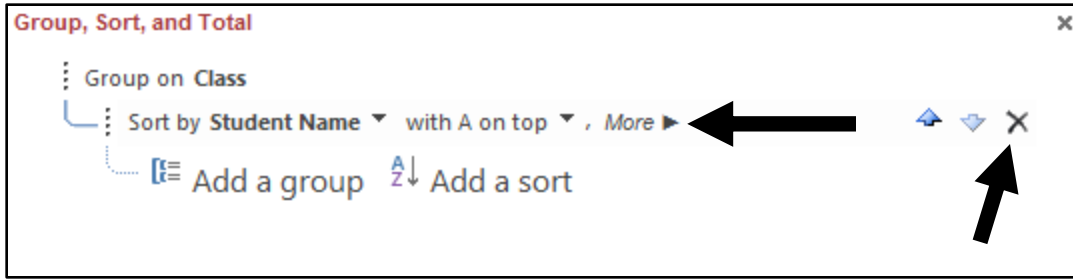 Group, Sort, and Total
Group on Class
Sort by Student Name with A on top , More
Add a group Add a sort